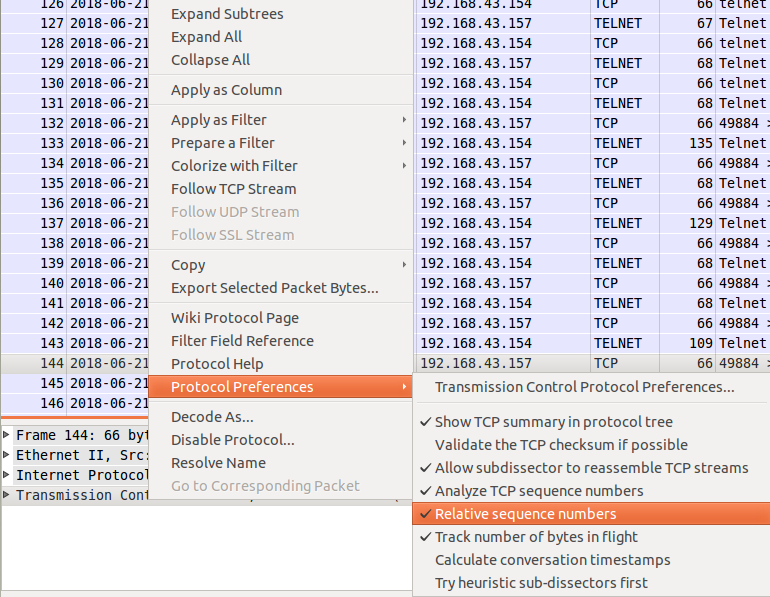 126 2018-06-21 Expand Subtrees 192.168.43.154 TCP 66 telnet
127 2018-06-21 Expand All 192.168.43.157 TELNET 67 Telnet
128 2018-06-21 Collapse All 192.168.43.154 TCP 66 telnet
129 2018-06-21 192.168.43.157 TELNET 68 Telnet
130 2018-06-21 Apply as Column 192.168.43.154 TCP 66 telnet
131 2018-06-21 192.168.43.154 TELNET 68 Telnet
132 2018-06-21 Apply as Filter 192.168.43.157 TCP 66 49884 >
133 2018-06-21 Prepare a Filter 192.168.43.154 TELNET 135 Telnet
134 2018-06-21 Colorize with Filter 192.168.43.157 TCP 66 49884 >
135 2018-06-21 Follow TCP Stream 192.168.43.154 TELNET 68 Telnet
136 2018-06-21 Follow UDP Stream 192.168.43.157 TCP 66 49884 >
137 2018-06-21 Follow SSL Stream 192.168.43.154 TELNET 129 Telnet
138 2018-06-21 192.168.43.157 TCP 66 49884 >
139 2018-06-21 Copy 192.168.43.154 TELNET 68 Telnet
140 2018-06-21 Export Selected Packet Bytes... 192.168.43.157 TCP 66 49884 >
141 2018-06-21 192.168.43.154 TELNET 68 Telnet
142 2018-06-21 Wiki Protocol Page 192.168.43.157 TCP 66 49884 >
143 2018-06-21 Filter Field Reference 192.168.43.154 TELNET 109 Telnet
144 2018-06-21 Protocol Help 192.168.43.157 TCP 66 49884 >
145 2018-06-21 Protocol Preferences Transmission Control Protocol Preferences...
146 2018-06-21
Decode As... Show TCP summary in protocol tree
Frame 144: 66 byt Disable Protocol... Validate the TCP checksum if possible
Ethernet II, Src: Resolve Name Allow subdissector to reassemble TCP streams
Internet Protocol Go to Corresponding Packet Analyze TCP sequence numbers
Transmission Cont
Relative sequence numbers
Track number of bytes in flight
Calculate conversation timestamps
Try heuristic sub-dissectors first